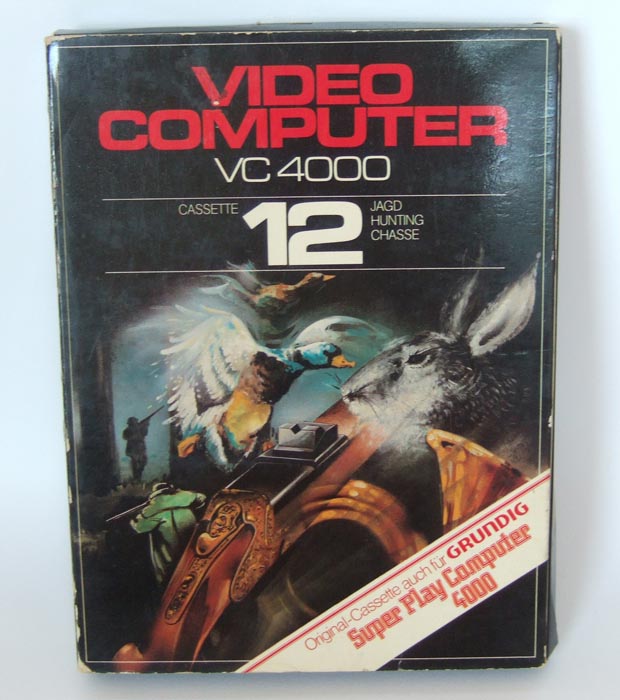 VIDEO
COMPUTER
VC 4000
CASSETTE
12
JAGD
HUNTING
CHASSE
Original-Cassette auch für GRUNDIG
Super Play Computer
4000